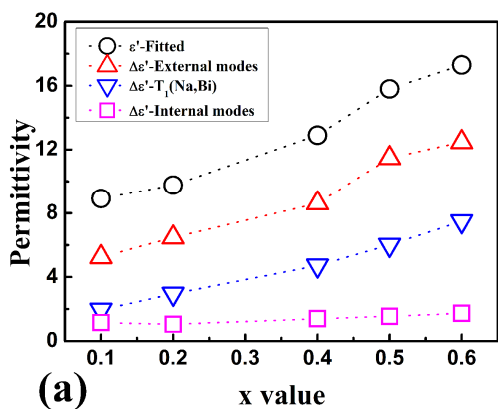 20
16
12
8
4
0
Permittivity
ε'-Fitted
Δε'-External modes
Δε'-T1(Na,Bi)
Δε'-Internal modes
0.1 0.2 0.3 0.4 0.5 0.6
x value
(a)